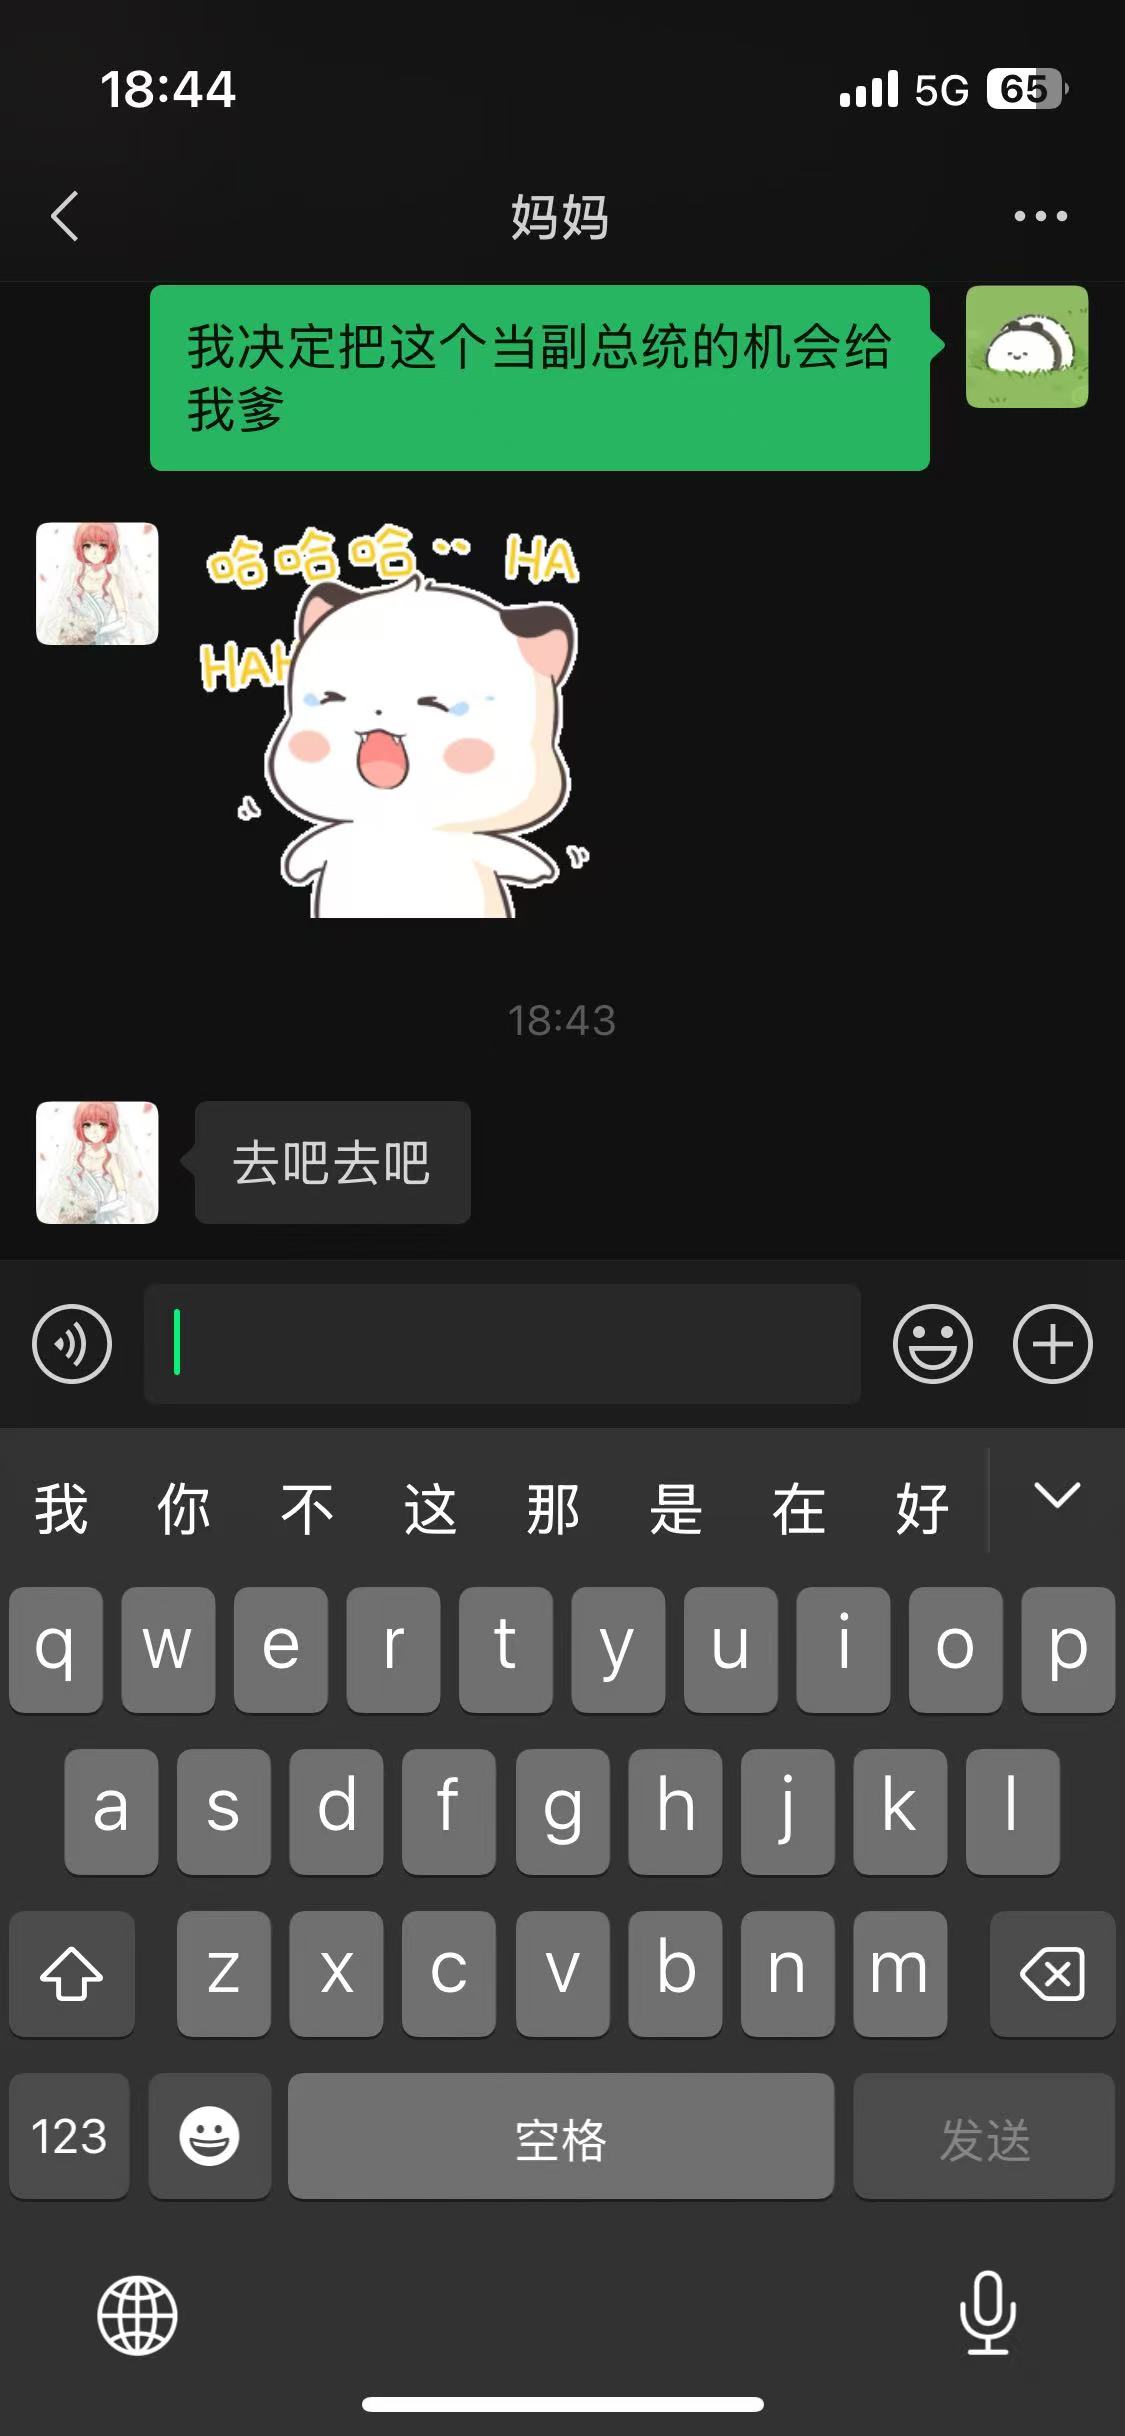 18:44
5G
65
妈妈
我决定把这个当副总统的机会给
我爹
哈哈哈·· HA
HAH
18:43
去吧去吧
我 你 不 这 那 是 在 好
q w e r t y u i o p
a s d f g h j k l
z x c v b n m
123
空格
发送